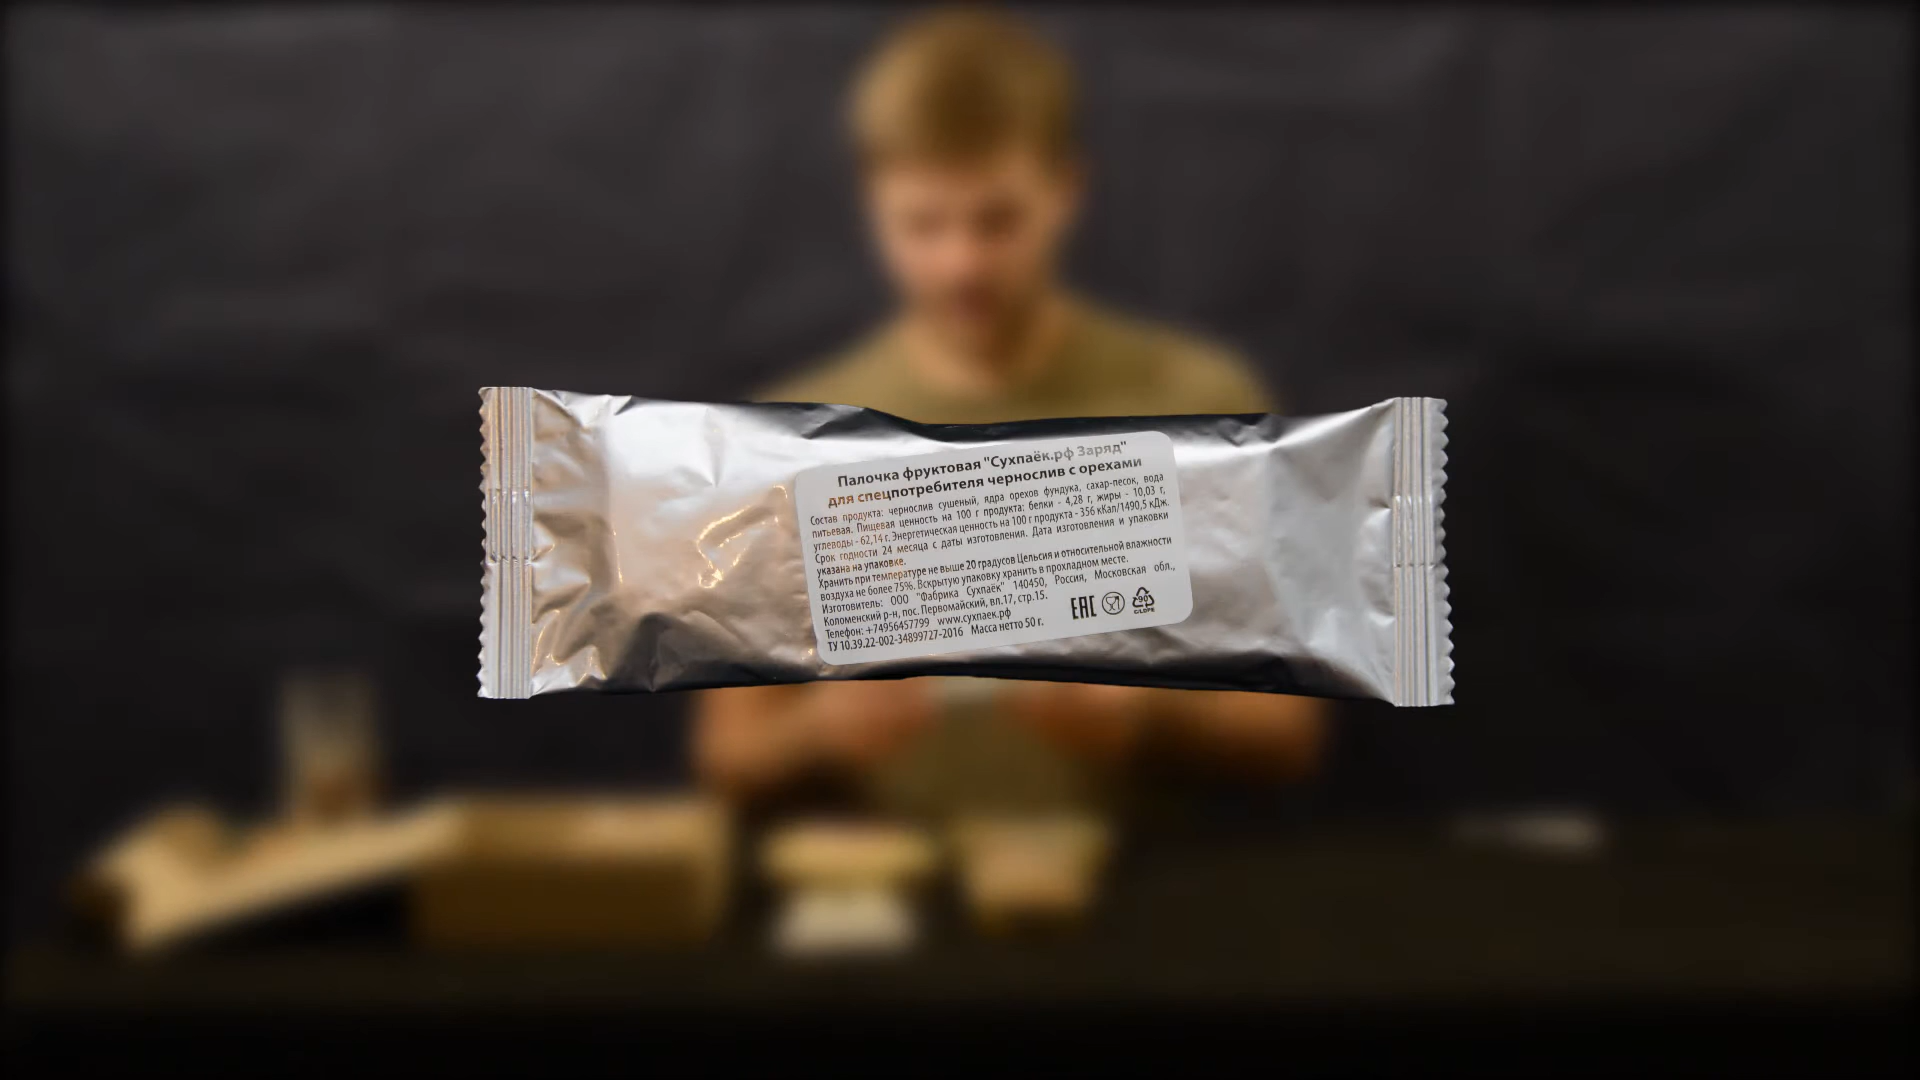 Палочка фруктовая "Сухпаёк.рф Заряд"
для спецпотребителя чернослив с орехами
Состав продукта: чернослив сушеный, ядра орехов фундука, сахар-песок, вода
питьевая. Пищевая ценность на 100 г продукта: белки - 4,28 г, жиры - 10,03 г,
углеводы - 62,14 г. Энергетическая ценность на 100 г продукта - 356 кКал/1490,5 кДж.
Срок годности 24 месяца с даты изготовления. Дата изготовления и упаковки
указана на упаковке.
Хранить при температуре не выше 20 градусов Цельсия и относительной влажности
воздуха не более 75%. Вскрытую упаковку хранить в прохладном месте.
Изготовитель: ООО "Фабрика Сухпаёк" 140450, Россия, Московская обл.,
Коломенский р-н, пос. Первомайский, вл.17, стр.15.
Телефон: +74956457799 www.сухпаек.рф
ТУ 10.39.22-002-34899727-2016 Масса нетто 50 г.
EAC
90
C/LDPE